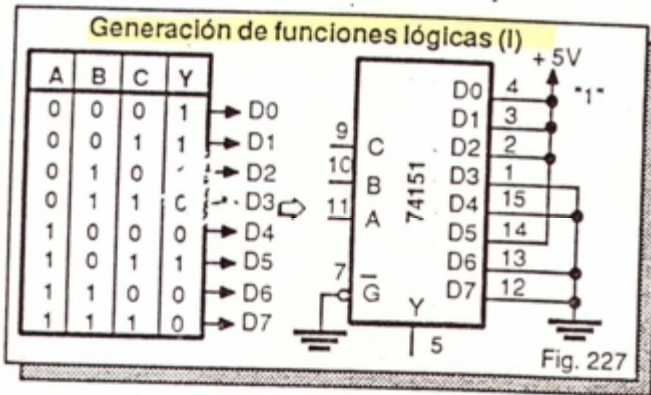 Generación de funciones lógicas (I)
A B C Y
0 0 0 1 D0
0 0 1 1 D1
0 1 0 D2
0 1 1 D3
1 0 0 0 D4
1 0 1 1 D5
1 1 0 0 D6
1 1 1 0 D7
+ 5V
"1"
9 C
10 B
11 A
7 G
74151
Y
5
D0 4
D1 3
D2 2
D3 1
D4 15
D5 14
D6 13
D7 12
Fig. 227